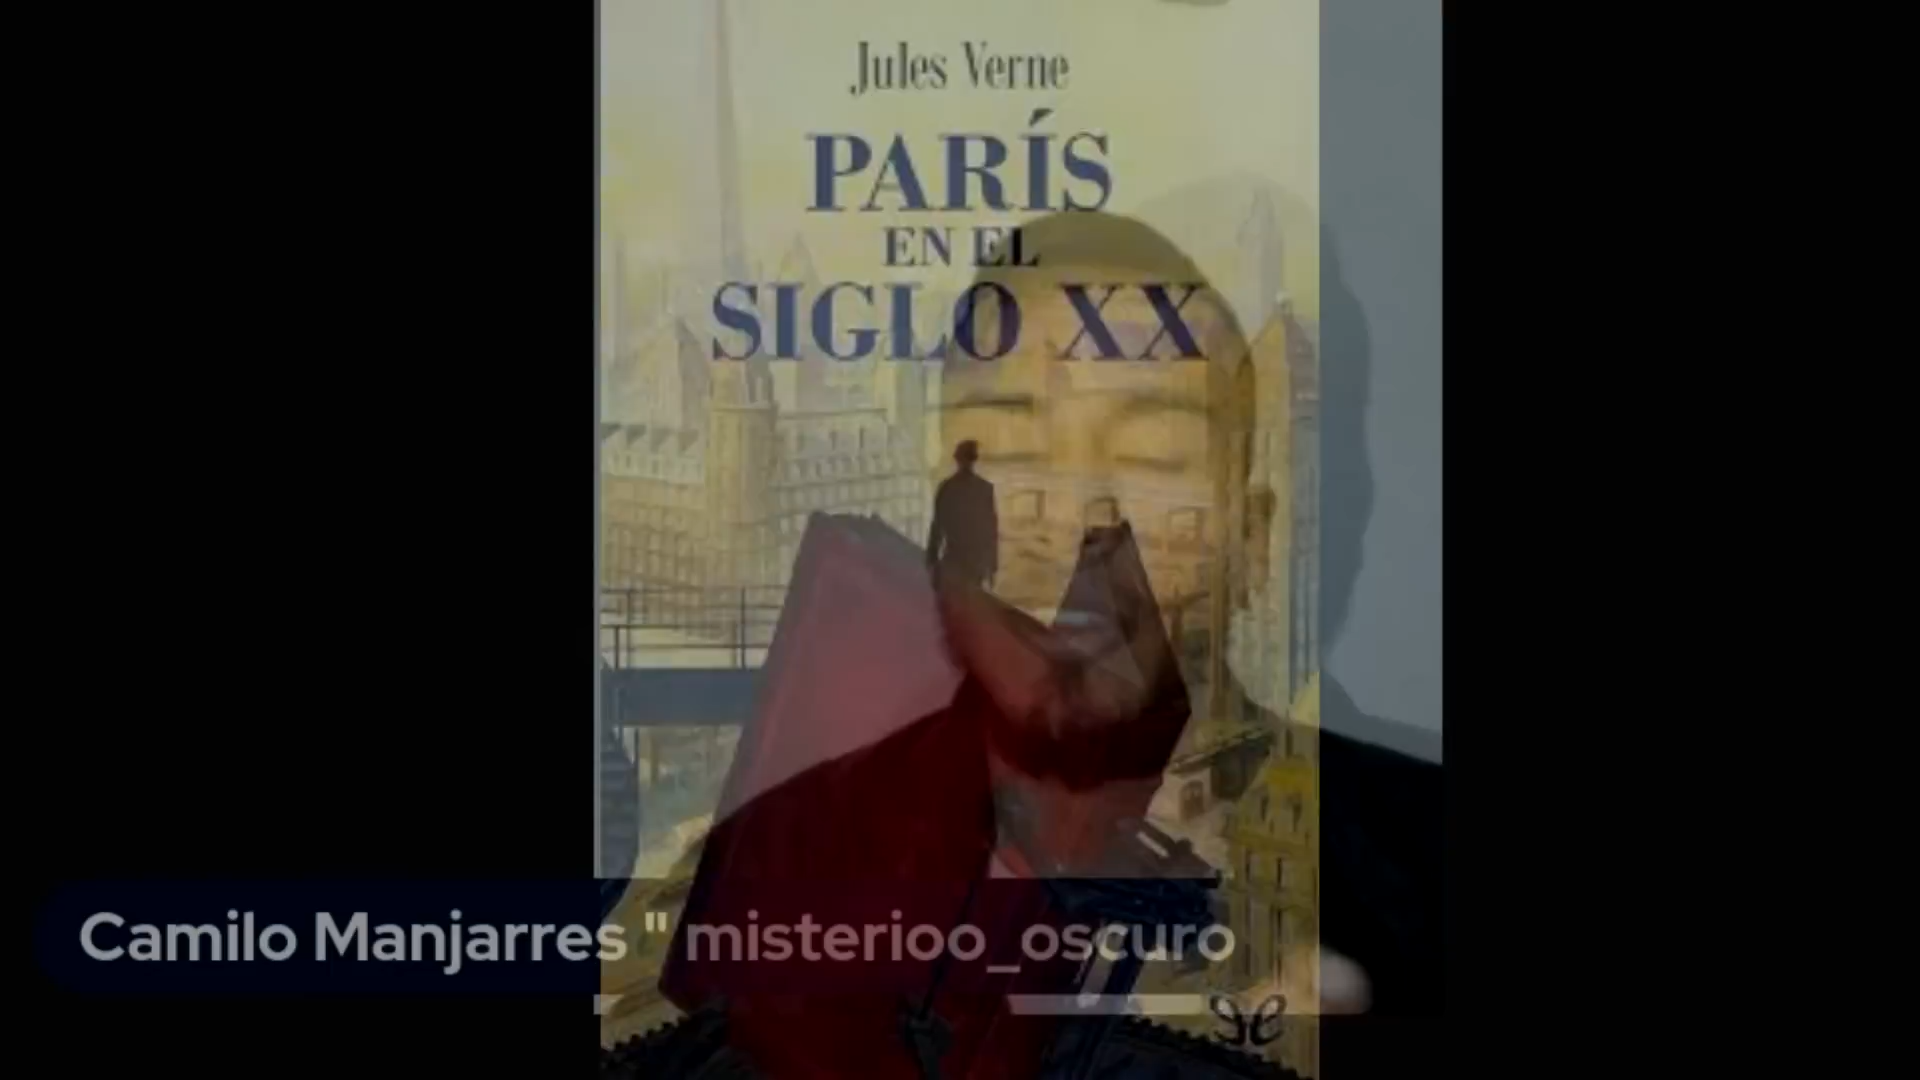 Jules Verne
PARÍS
EN EL
SIGLO XX
Camilo Manjarres " misterioo_oscuro